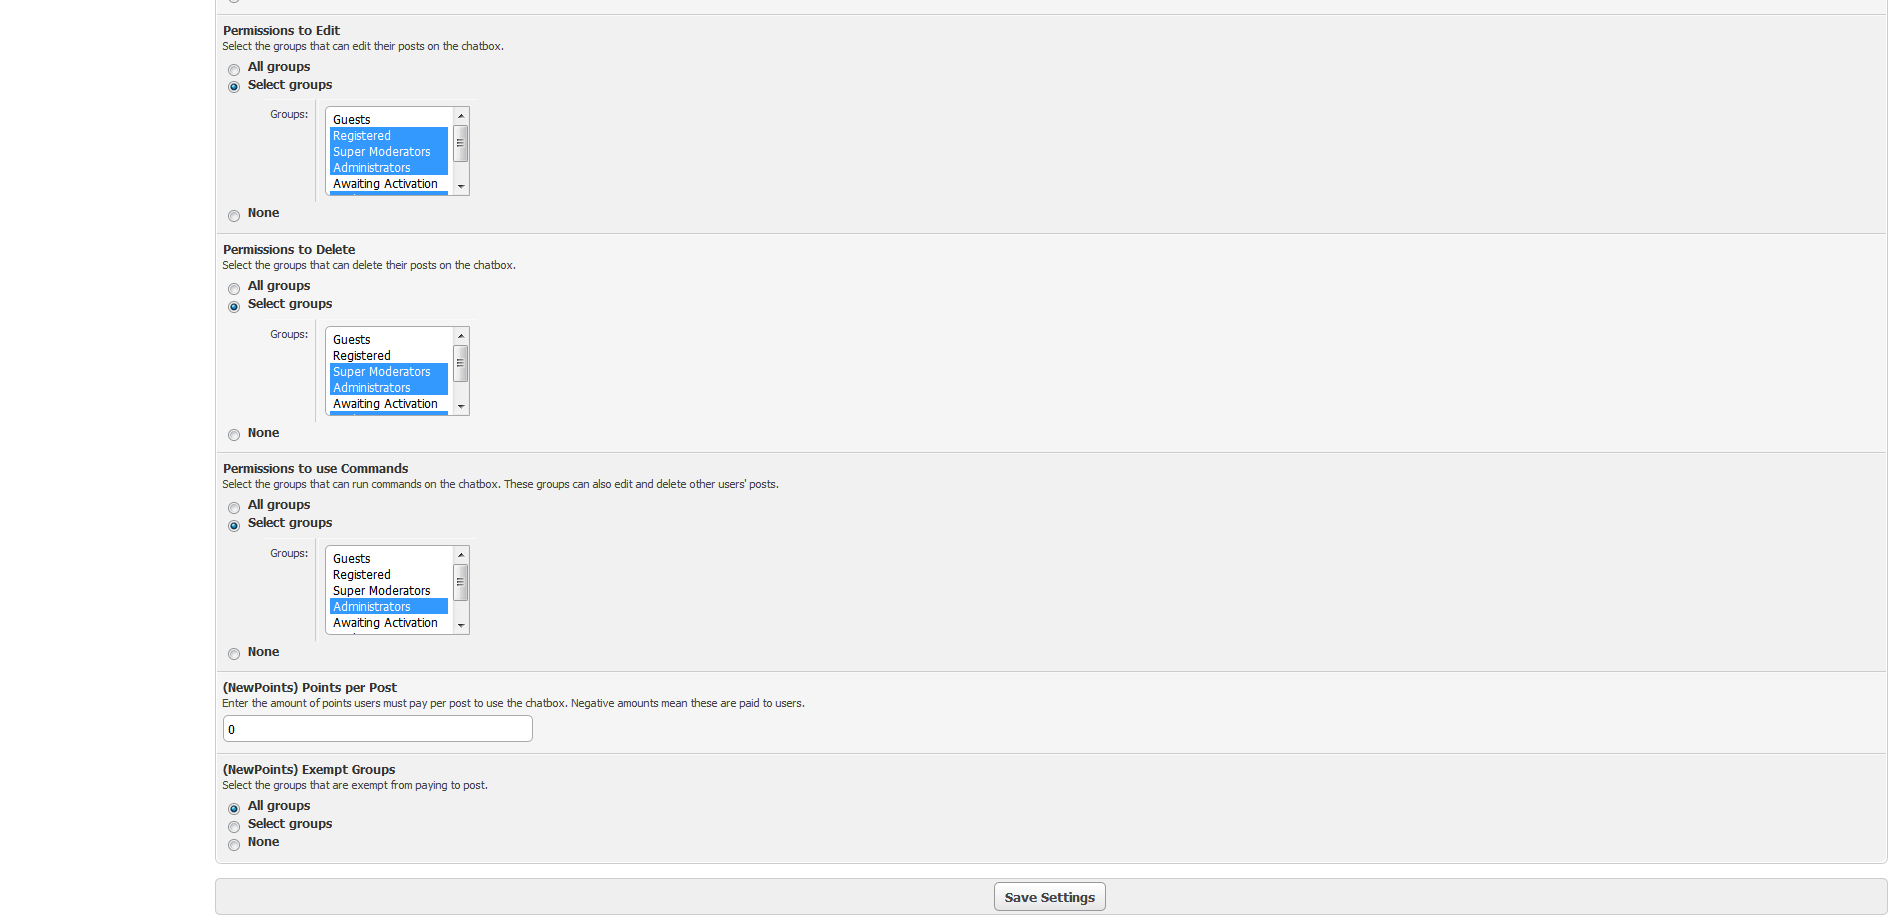 Permissions to Edit
Select the groups that can edit their posts on the chatbox.
All groups
Select groups
Groups:
Guests
Registered
Super Moderators
Administrators
Awaiting Activation
None
Permissions to Delete
Select the groups that can delete their posts on the chatbox.
All groups
Select groups
Groups:
Guests
Registered
Super Moderators
Administrators
Awaiting Activation
None
Permissions to use Commands
Select the groups that can run commands on the chatbox. These groups can also edit and delete other users' posts.
All groups
Select groups
Groups:
Guests
Registered
Super Moderators
Administrators
Awaiting Activation
None
(NewPoints) Points per Post
Enter the amount of points users must pay per post to use the chatbox. Negative amounts mean these are paid to users.
0
(NewPoints) Exempt Groups
Select the groups that are exempt from paying to post.
All groups
Select groups
None
Save Settings